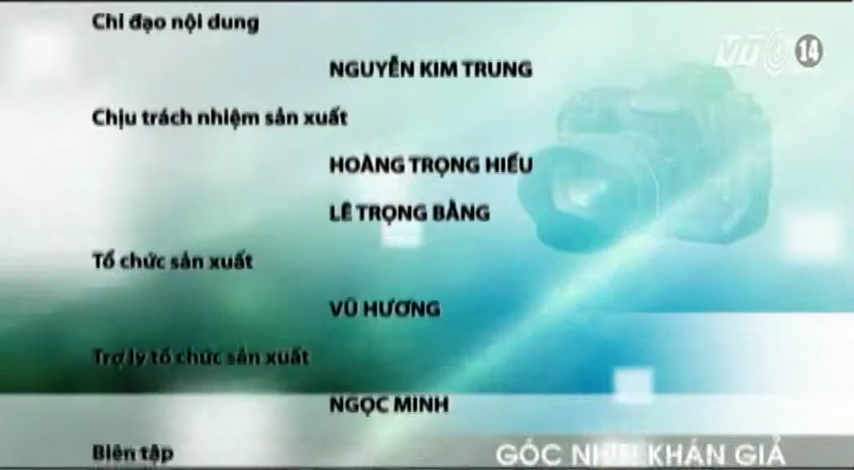 Chỉ đạo nội dung
VTC 14
NGUYỄN KIM TRUNG
Chịu trách nhiệm sản xuất
HOÀNG TRỌNG HIẾU
LÊ TRỌNG BẰNG
Tổ chức sản xuất
VŨ HƯƠNG
Trợ lý tổ chức sản xuất
NGỌC MINH
Biên tập
GÓC NHÌN KHÁN GIẢ